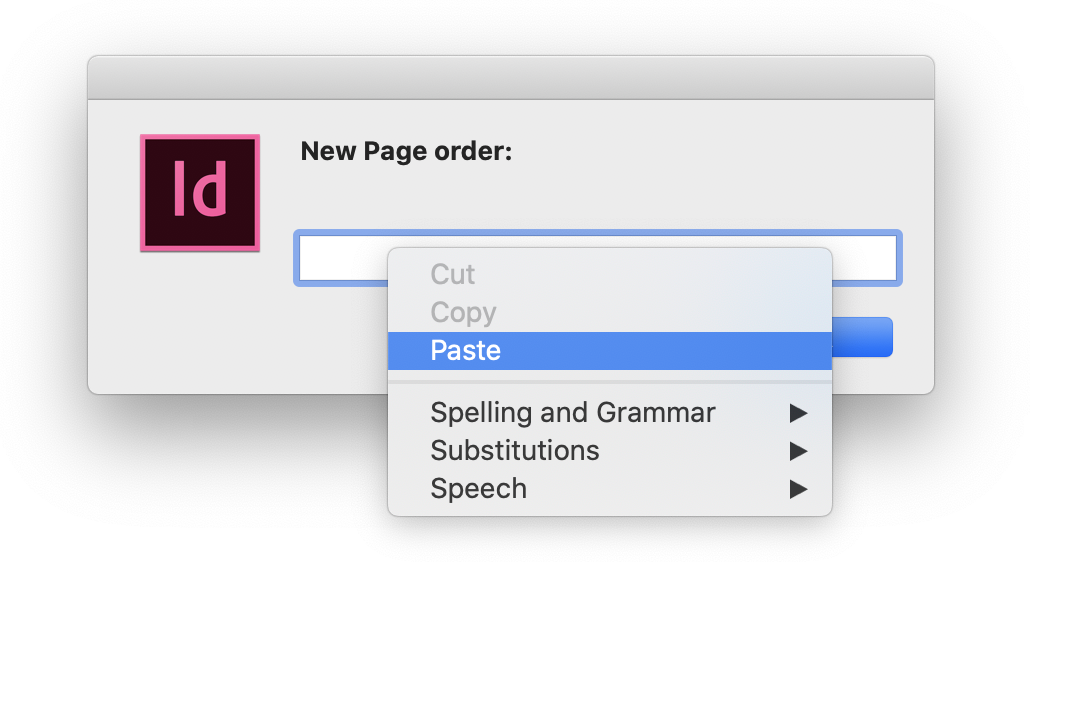 New Page order:
Id
Cut
Copy
Paste
Spelling and Grammar
Substitutions
Speech